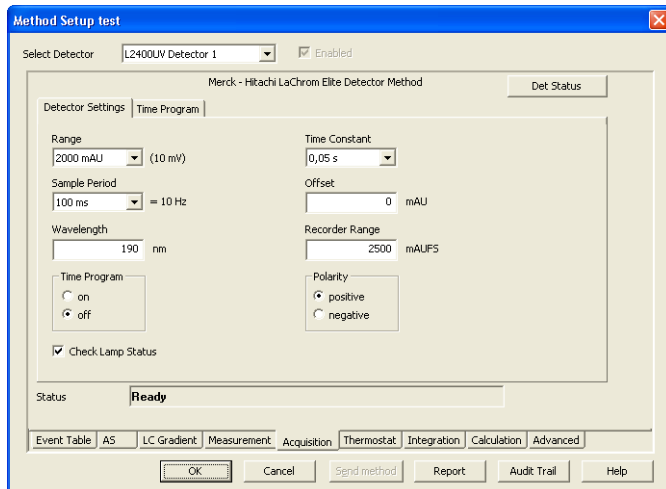 Method Setup test
Select Detector L2400UV Detector 1 Enabled
Merck - Hitachi LaChrom Elite Detector Method Det Status
Detector Settings Time Program
Range Time Constant
2000 mAU (10 mV) 0,05 s
Sample Period Offset
100 ms = 10 Hz 0 mAU
Wavelength Recorder Range
190 nm 2500 mAUFS
Time Program Polarity
on positive
off negative
Check Lamp Status
Status Ready
Event Table AS LC Gradient Measurement Acquisition Thermostat Integration Calculation Advanced
OK Cancel Send method Report Audit Trail Help